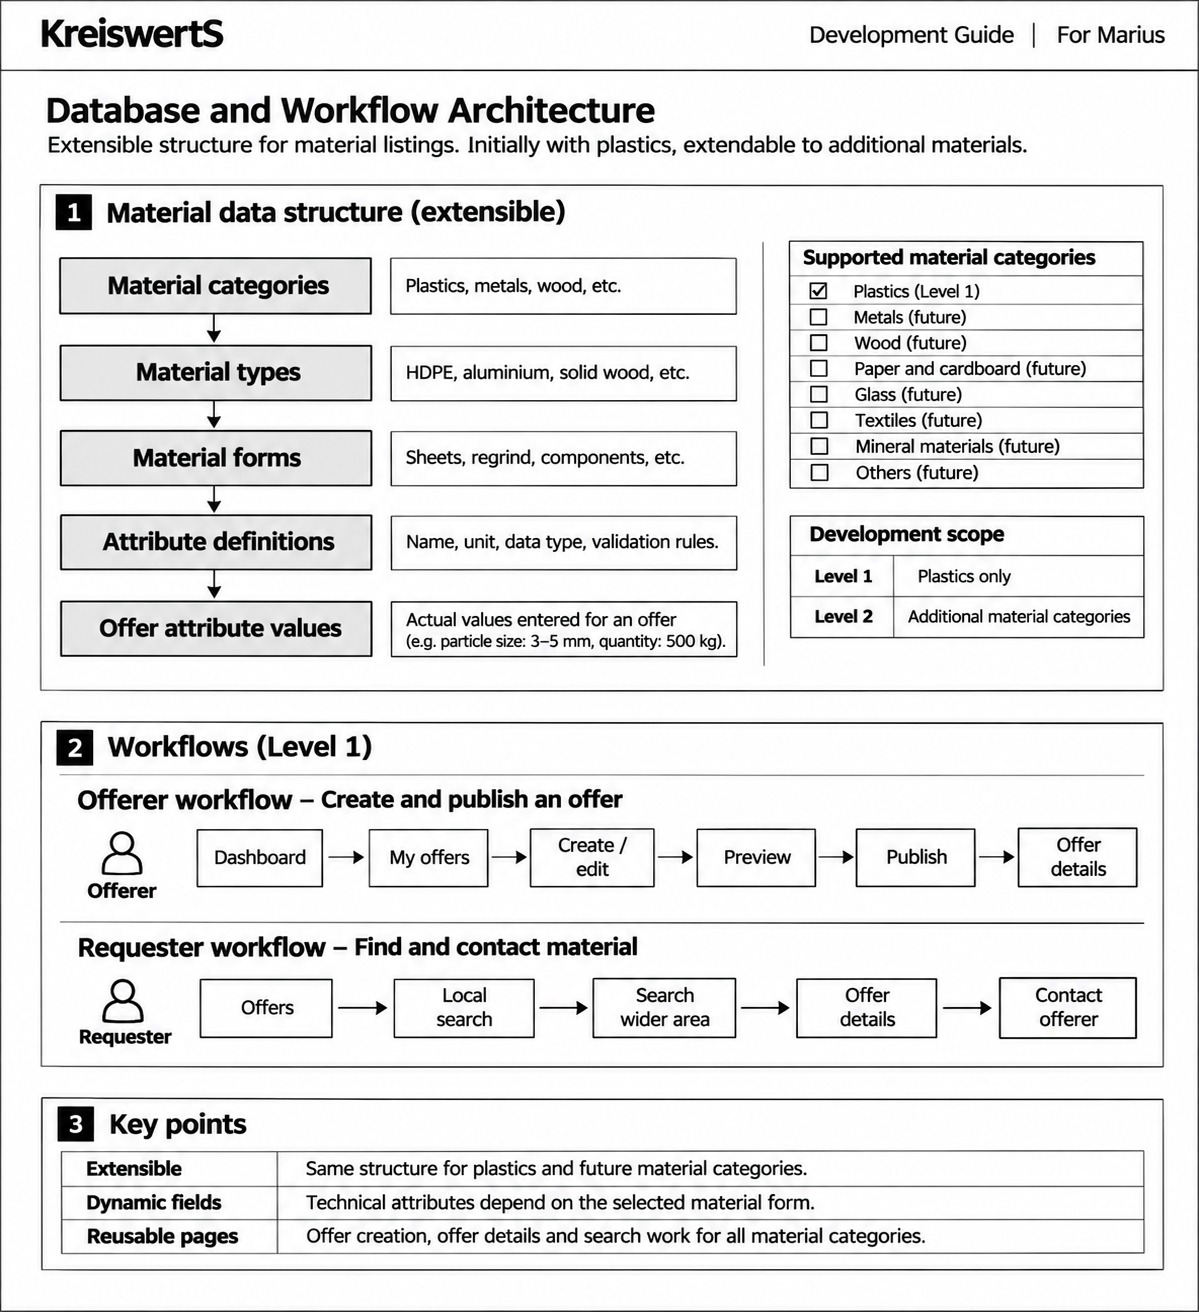 KreiswertS
Development Guide | For Marius
Database and Workflow Architecture
Extensible structure for material listings. Initially with plastics, extendable to additional materials.
1 Material data structure (extensible)
Material categories
Plastics, metals, wood, etc.
Material types
HDPE, aluminium, solid wood, etc.
Material forms
Sheets, regrind, components, etc.
Attribute definitions
Name, unit, data type, validation rules.
Offer attribute values
Actual values entered for an offer
(e.g. particle size: 3–5 mm, quantity: 500 kg).
Supported material categories
Plastics (Level 1)
Metals (future)
Wood (future)
Paper and cardboard (future)
Glass (future)
Textiles (future)
Mineral materials (future)
Others (future)
Development scope
Level 1 Plastics only
Level 2 Additional material categories
2 Workflows (Level 1)
Offerer workflow – Create and publish an offer
Offerer
Dashboard
My offers
Create /
edit
Preview
Publish
Offer
details
Requester workflow – Find and contact material
Requester
Offers
Local
search
Search
wider area
Offer
details
Contact
offerer
3 Key points
Extensible Same structure for plastics and future material categories.
Dynamic fields Technical attributes depend on the selected material form.
Reusable pages Offer creation, offer details and search work for all material categories.